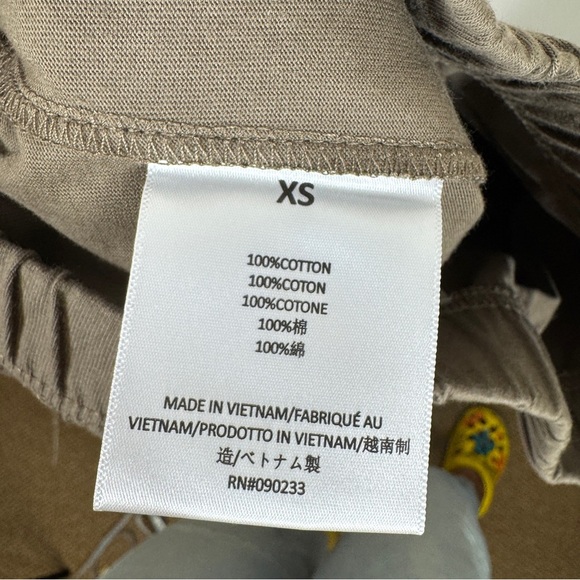 XS
100%COTTON
100%COTON
100%COTONE
100%棉
100%綿
MADE IN VIETNAM/FABRIQUÉ AU
VIETNAM/PRODOTTO IN VIETNAM/越南制
造/ベトナム製
RN#090233